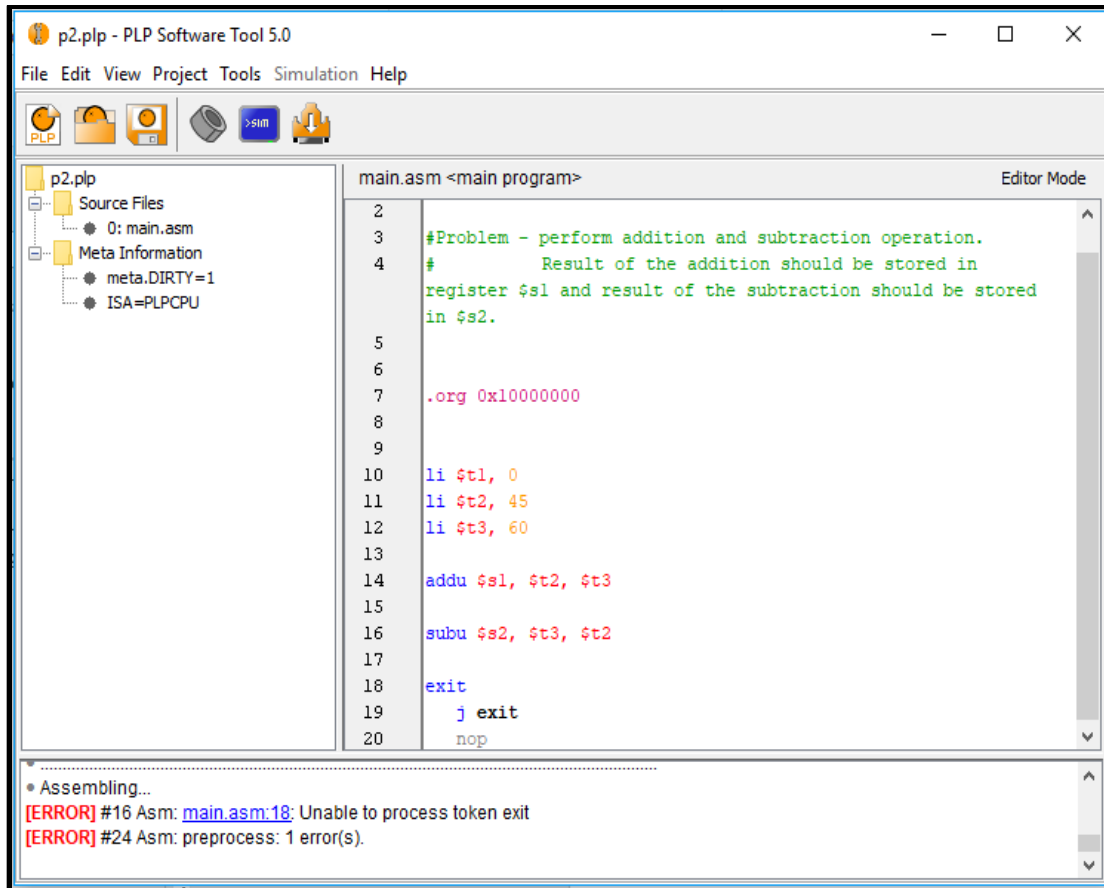 p2.plp - PLP Software Tool 5.0
File Edit View Project Tools Simulation Help
PLP >sim
p2.plp
Source Files
0: main.asm
Meta Information
meta.DIRTY=1
ISA=PLPCPU
main.asm <main program> Editor Mode
2
3 #Problem - perform addition and subtraction operation.
4 # Result of the addition should be stored in
register $s1 and result of the subtraction should be stored
in $s2.
5
6
7 .org 0x10000000
8
9
10 li $t1, 0
11 li $t2, 45
12 li $t3, 60
13
14 addu $s1, $t2, $t3
15
16 subu $s2, $t3, $t2
17
18 exit
19 j exit
20 nop
Assembling...
[ERROR] #16 Asm: main.asm:18: Unable to process token exit
[ERROR] #24 Asm: preprocess: 1 error(s).